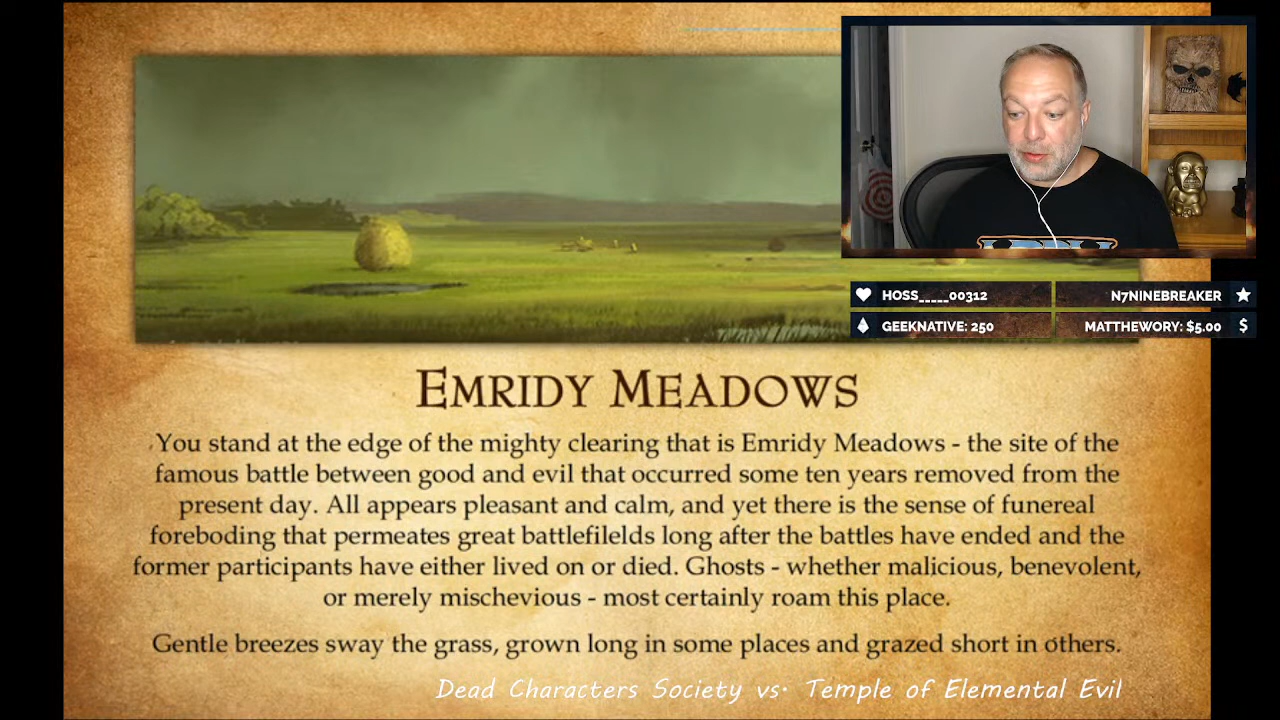 HOSS_____00312
N7NINEBREAKER
GEEKNATIVE: 250
MATTHEWORY: $5.00
$
EMRIDY MEADOWS
You stand at the edge of the mighty clearing that is Emridy Meadows - the site of the
famous battle between good and evil that occurred some ten years removed from the
present day. All appears pleasant and calm, and yet there is the sense of funereal
foreboding that permeates great battlefilelds long after the battles have ended and the
former participants have either lived on or died. Ghosts - whether malicious, benevolent,
or merely mischevious - most certainly roam this place.
Gentle breezes sway the grass, grown long in some places and grazed short in others.
Dead Characters Society vs. Temple of Elemental Evil